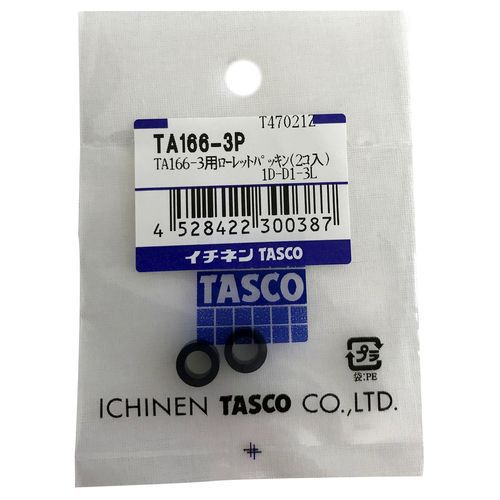 T47021Z
TA166-3P
TA166-3用ﾛｰﾚｯﾄﾊﾟｯｷﾝ(2コ入)
1D-D1-3L
4 528422 300387
イチネン TASCO
TASCO
プラ
袋:PE
ICHINEN TASCO CO.,LTD.